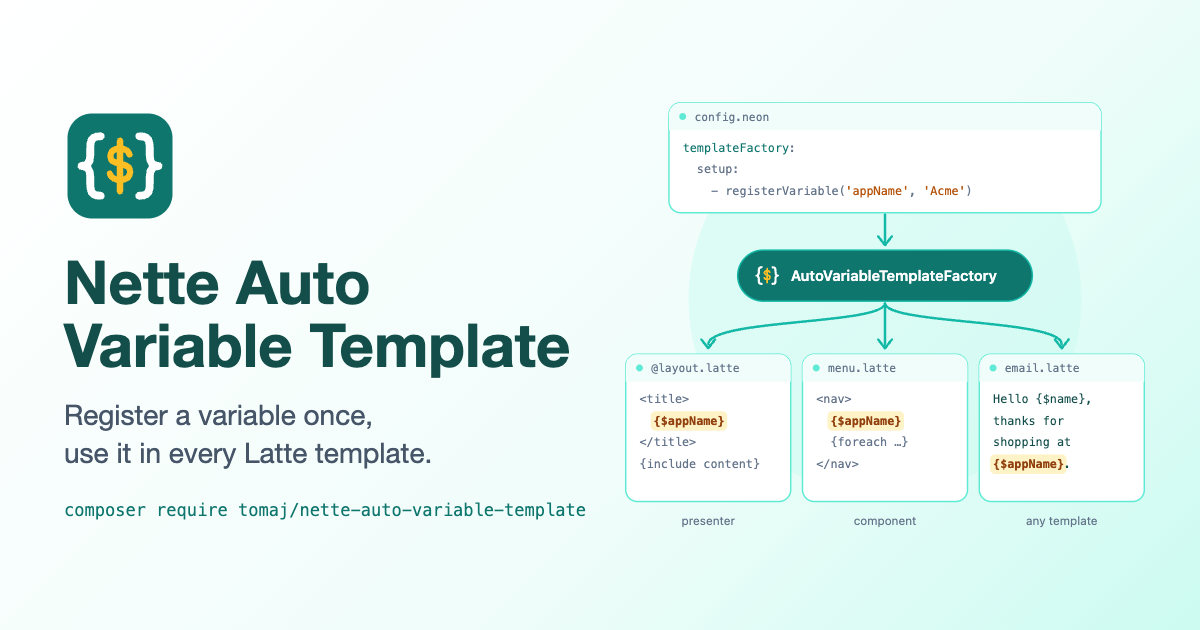 {$}
Nette Auto
Variable Template
Register a variable once,
use it in every Latte template.
composer require tomaj/nette-auto-variable-template
config.neon
templateFactory:
setup:
– registerVariable('appName', 'Acme')
{$} AutoVariableTemplateFactory
@layout.latte
<title>
{$appName}
</title>
{include content}
presenter
menu.latte
<nav>
{$appName}
{foreach …}
</nav>
component
email.latte
Hello {$name},
thanks for
shopping at
{$appName}.
any template